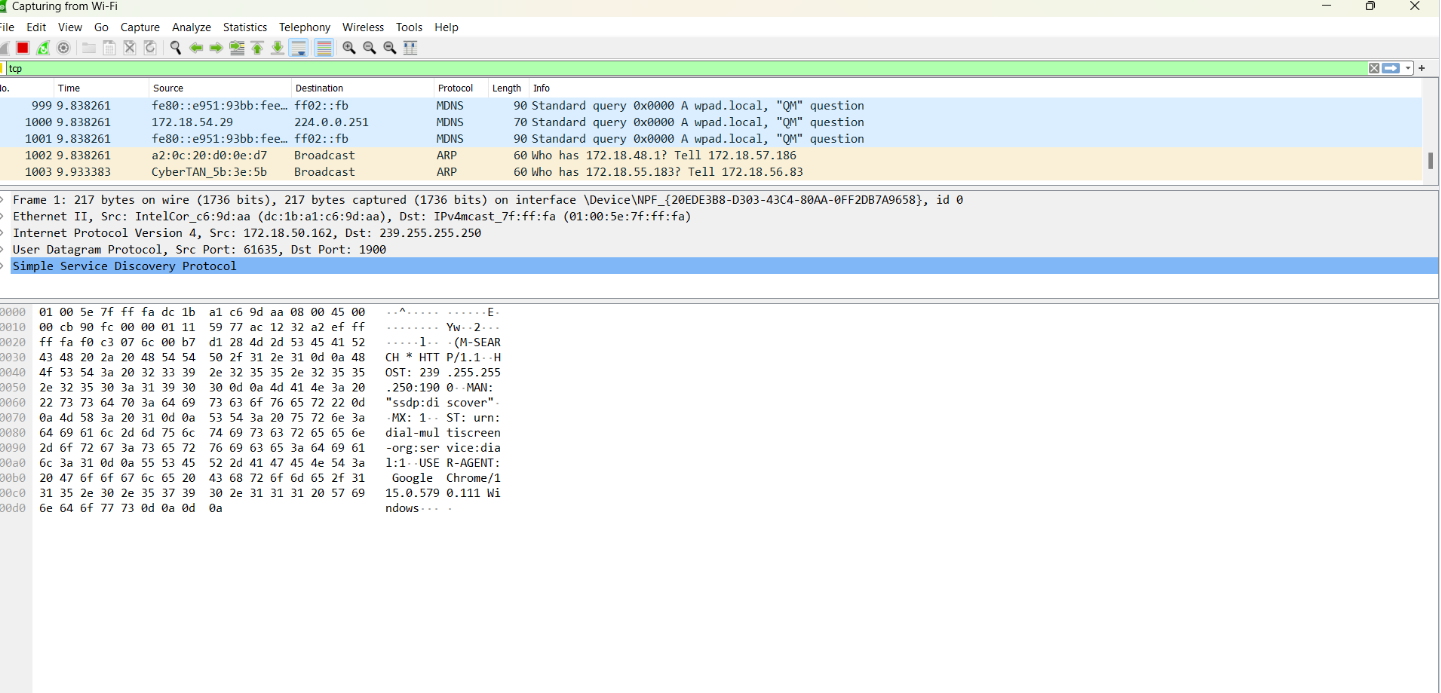 Capturing from Wi-Fi
File Edit View Go Capture Analyze Statistics Telephony Wireless Tools Help
tcp
No. Time Source Destination Protocol Length Info
999 9.838261 fe80::e951:93bb:fee… ff02::fb MDNS 90 Standard query 0x0000 A wpad.local, "QM" question
1000 9.838261 172.18.54.29 224.0.0.251 MDNS 70 Standard query 0x0000 A wpad.local, "QM" question
1001 9.838261 fe80::e951:93bb:fee… ff02::fb MDNS 90 Standard query 0x0000 A wpad.local, "QM" question
1002 9.838261 a2:0c:20:d0:0e:d7 Broadcast ARP 60 Who has 172.18.48.1? Tell 172.18.57.186
1003 9.933383 CyberTAN_5b:3e:5b Broadcast ARP 60 Who has 172.18.55.183? Tell 172.18.56.83
Frame 1: 217 bytes on wire (1736 bits), 217 bytes captured (1736 bits) on interface \Device\NPF_{20EDE3B8-D303-43C4-80AA-0FF2DB7A9658}, id 0
Ethernet II, Src: IntelCor_c6:9d:aa (dc:1b:a1:c6:9d:aa), Dst: IPv4mcast_7f:ff:fa (01:00:5e:7f:ff:fa)
Internet Protocol Version 4, Src: 172.18.50.162, Dst: 239.255.255.250
User Datagram Protocol, Src Port: 61635, Dst Port: 1900
Simple Service Discovery Protocol
0000 01 00 5e 7f ff fa dc 1b a1 c6 9d aa 08 00 45 00 ··^····· ······E·
0010 00 cb 90 fc 00 00 01 11 59 77 ac 12 32 a2 ef ff ········ Yw··2···
0020 ff fa f0 c3 07 6c 00 b7 d1 28 4d 2d 53 45 41 52 ·····l·· ·(M-SEAR
0030 43 48 20 2a 20 48 54 54 50 2f 31 2e 31 0d 0a 48 CH * HTT P/1.1··H
0040 4f 53 54 3a 20 32 33 39 2e 32 35 35 2e 32 35 35 OST: 239 .255.255
0050 2e 32 35 30 3a 31 39 30 30 0d 0a 4d 41 4e 3a 20 .250:190 0··MAN:
0060 22 73 73 64 70 3a 64 69 73 63 6f 76 65 72 22 0d "ssdp:di scover"·
0070 0a 4d 58 3a 20 31 0d 0a 53 54 3a 20 75 72 6e 3a ·MX: 1·· ST: urn:
0080 64 69 61 6c 2d 6d 75 6c 74 69 73 63 72 65 65 6e dial-mul tiscreen
0090 2d 6f 72 67 3a 73 65 72 76 69 63 65 3a 64 69 61 -org:ser vice:dia
00a0 6c 3a 31 0d 0a 55 53 45 52 2d 41 47 45 4e 54 3a l:1··USE R-AGENT:
00b0 20 47 6f 6f 67 6c 65 20 43 68 72 6f 6d 65 2f 31 Google Chrome/1
00c0 31 35 2e 30 2e 35 37 39 30 2e 31 31 31 20 57 69 15.0.579 0.111 Wi
00d0 6e 64 6f 77 73 0d 0a 0d 0a ndows··· ·